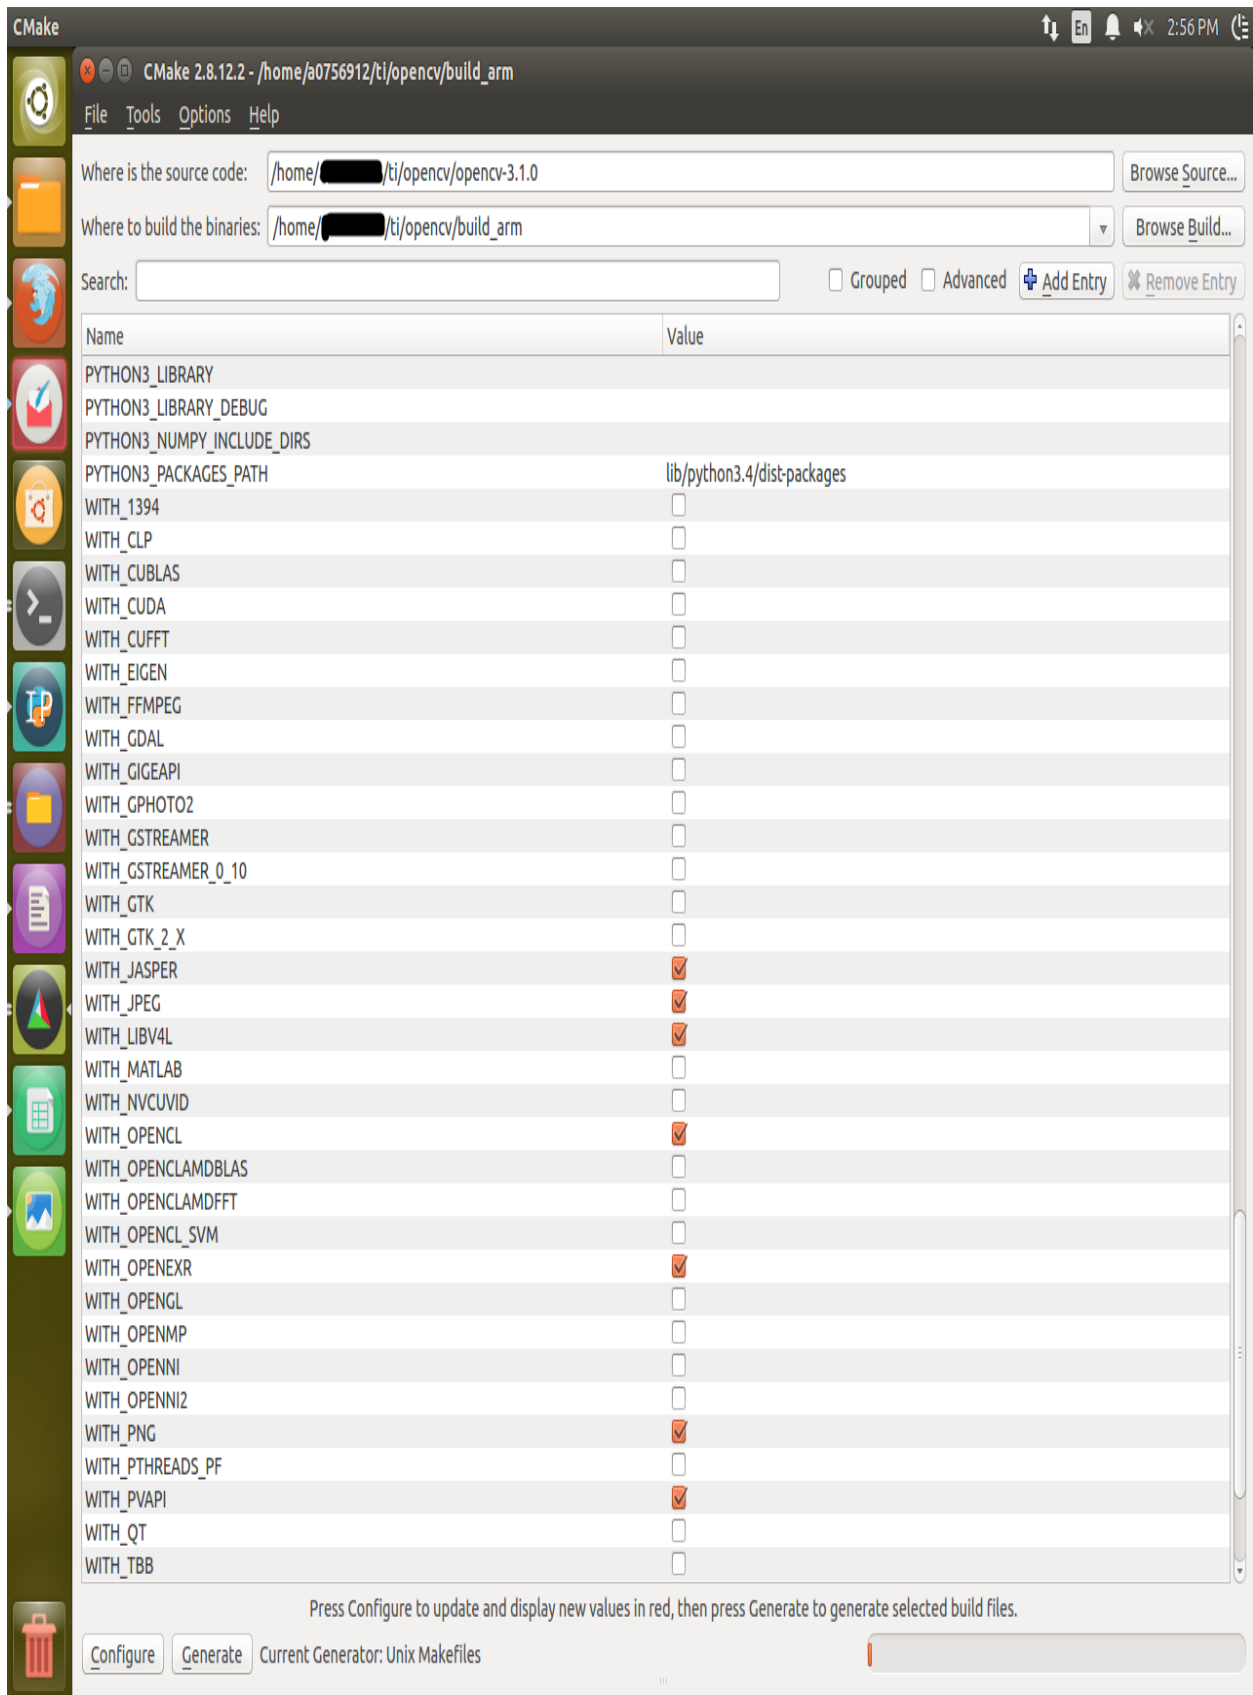 CMake
En
2:56 PM
CMake 2.8.12.2 - /home/a0756912/ti/opencv/build_arm
File Tools Options Help
Where is the source code: /home/ /ti/opencv/opencv-3.1.0 Browse Source...
Where to build the binaries: /home/ /ti/opencv/build_arm Browse Build...
Search: Grouped Advanced Add Entry Remove Entry
Name Value
PYTHON3_LIBRARY
PYTHON3_LIBRARY_DEBUG
PYTHON3_NUMPY_INCLUDE_DIRS
PYTHON3_PACKAGES_PATH lib/python3.4/dist-packages
WITH_1394
WITH_CLP
WITH_CUBLAS
WITH_CUDA
WITH_CUFFT
WITH_EIGEN
WITH_FFMPEG
WITH_GDAL
WITH_GIGEAPI
WITH_GPHOTO2
WITH_GSTREAMER
WITH_GSTREAMER_0_10
WITH_GTK
WITH_GTK_2_X
WITH_JASPER
WITH_JPEG
WITH_LIBV4L
WITH_MATLAB
WITH_NVCUVID
WITH_OPENCL
WITH_OPENCLAMDBLAS
WITH_OPENCLAMDFFT
WITH_OPENCL_SVM
WITH_OPENEXR
WITH_OPENGL
WITH_OPENMP
WITH_OPENNI
WITH_OPENNI2
WITH_PNG
WITH_PTHREADS_PF
WITH_PVAPI
WITH_QT
WITH_TBB
Press Configure to update and display new values in red, then press Generate to generate selected build files.
Configure Generate Current Generator: Unix Makefiles